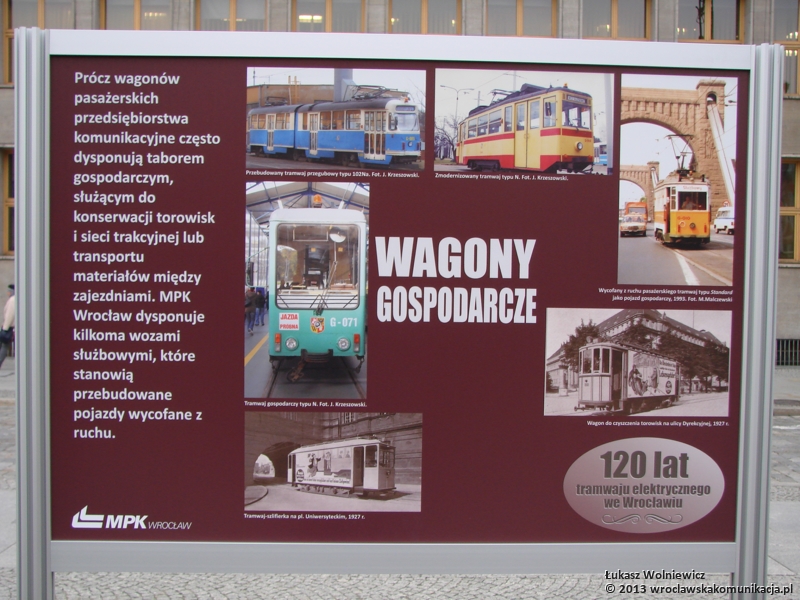 Prócz wagonów
pasażerskich
przedsiębiorstwa
komunikacyjne często
dysponują taborem
gospodarczym,
służącym do
konserwacji torowisk
i sieci trakcyjnej lub
transportu
materiałów między
zajezdniami. MPK
Wrocław dysponuje
kilkoma wozami
służbowymi, które
stanowią
przebudowane
pojazdy wycofane z
ruchu.
MPK WROCŁAW
Przebudowany tramwaj przegubowy typu 102Na. Fot. J. Krzeszowski.
Zmodernizowany tramwaj typu N. Fot. J. Krzeszowski.
Wycofany z ruchu pasażerskiego tramwaj typu Standard
jako pojazd gospodarczy, 1995. Fot. M.Malczewski
WAGONY
GOSPODARCZE
JAZDA
PRÓBNA
G-071
Tramwaj gospodarczy typu N. Fot. J. Krzeszowski.
Wagon do czyszczenia torowisk na ulicy Dyrekcyjnej, 1927 r.
Tramwaj-szlifierka na pl. Uniwersyteckim, 1927 r.
120 lat
tramwaju elektrycznego
we Wrocławiu
Łukasz Wolniewicz
© 2013 wroclawskakomunikacja.pl